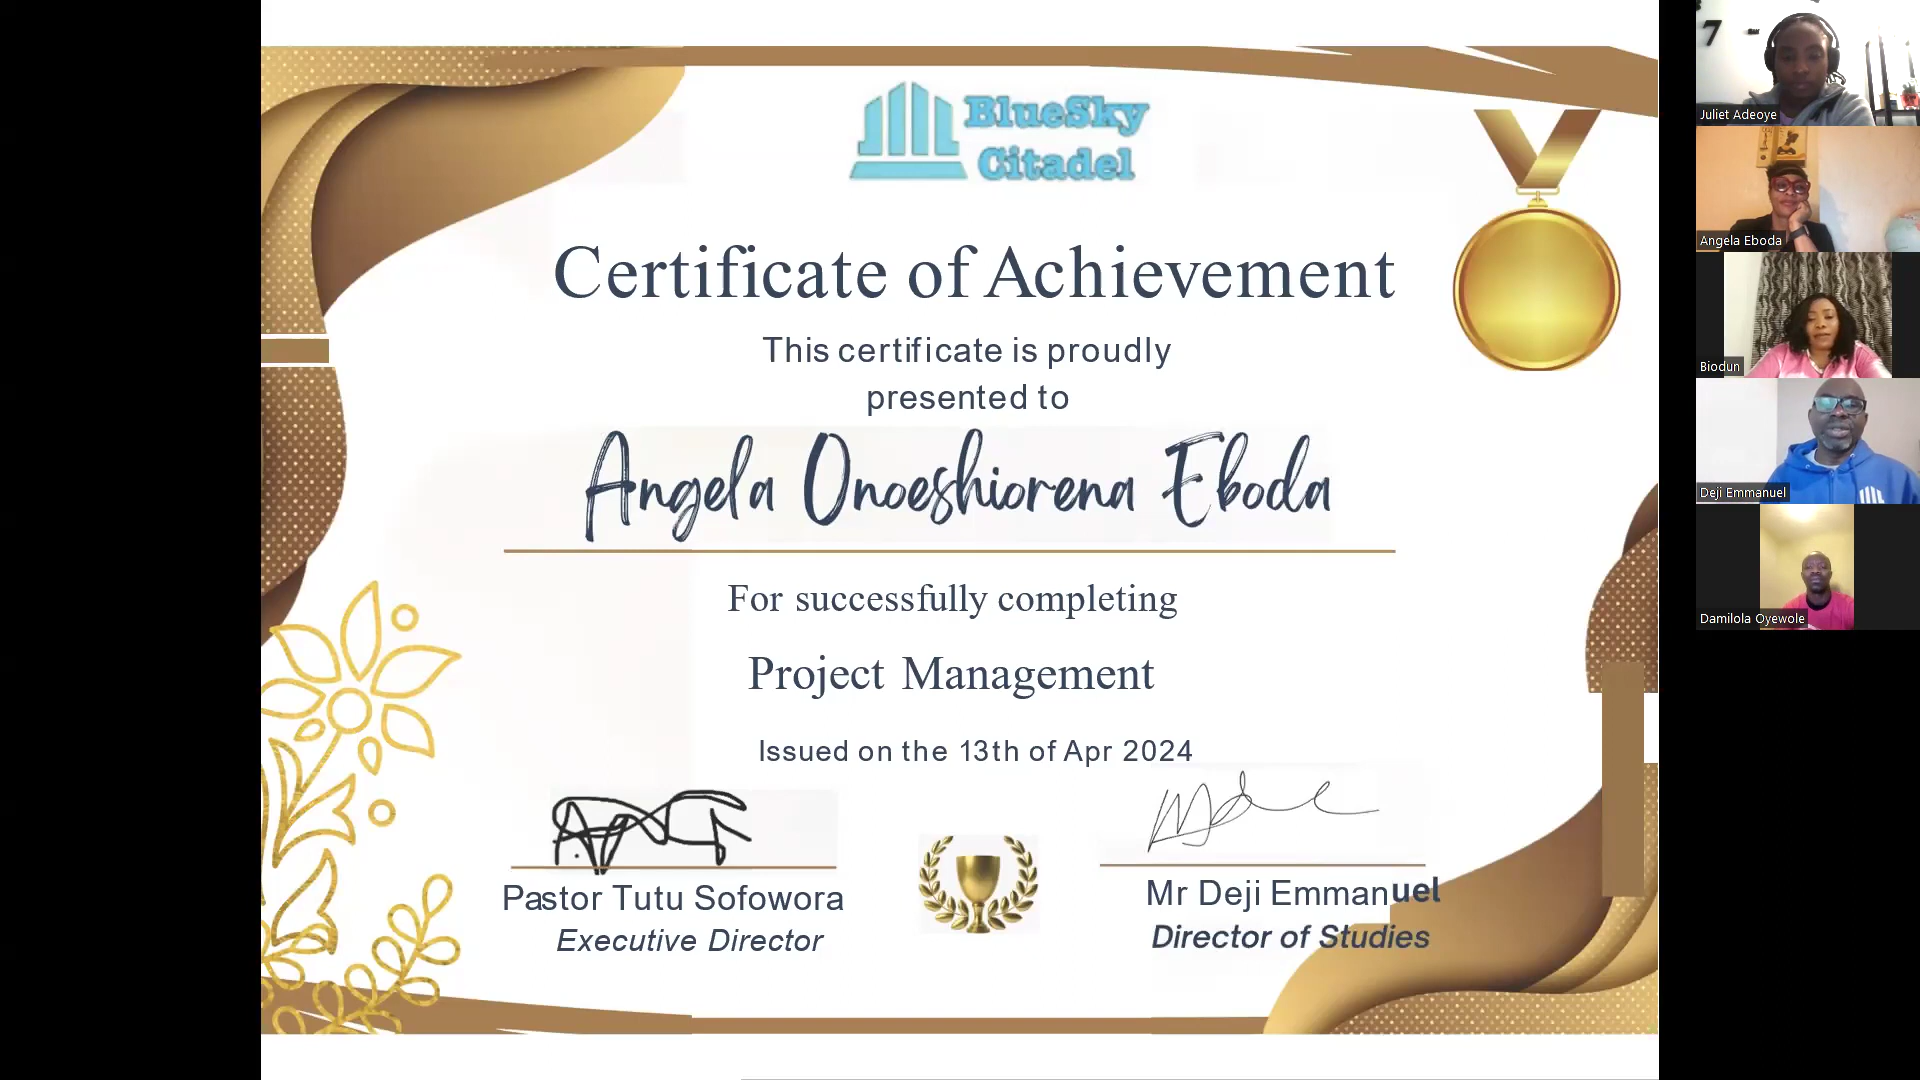 BlueSky
Citadel
Certificate of Achievement
This certificate is proudly
presented to
Angela Onoeshiorena Eboda
For successfully completing
Project Management
Issued on the 13th of Apr 2024
Pastor Tutu Sofowora
Executive Director
Mr Deji Emmanuel
Director of Studies
7
Juliet Adeoye
Angela Eboda
Biodun
Deji Emmanuel
Damilola Oyewole